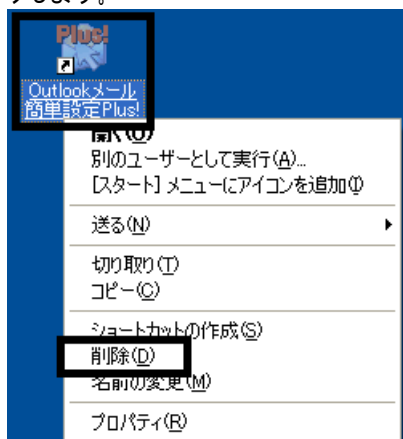 ノしよす。
Plus!
Outlookメール
簡単設定Plus!
開く(O)
別のユーザーとして実行(A)...
[スタート] メニューにアイコンを追加(I)
送る(N)
切り取り(T)
コピー(C)
ショートカットの作成(S)
削除(D)
名前の変更(M)
プロパティ(R)